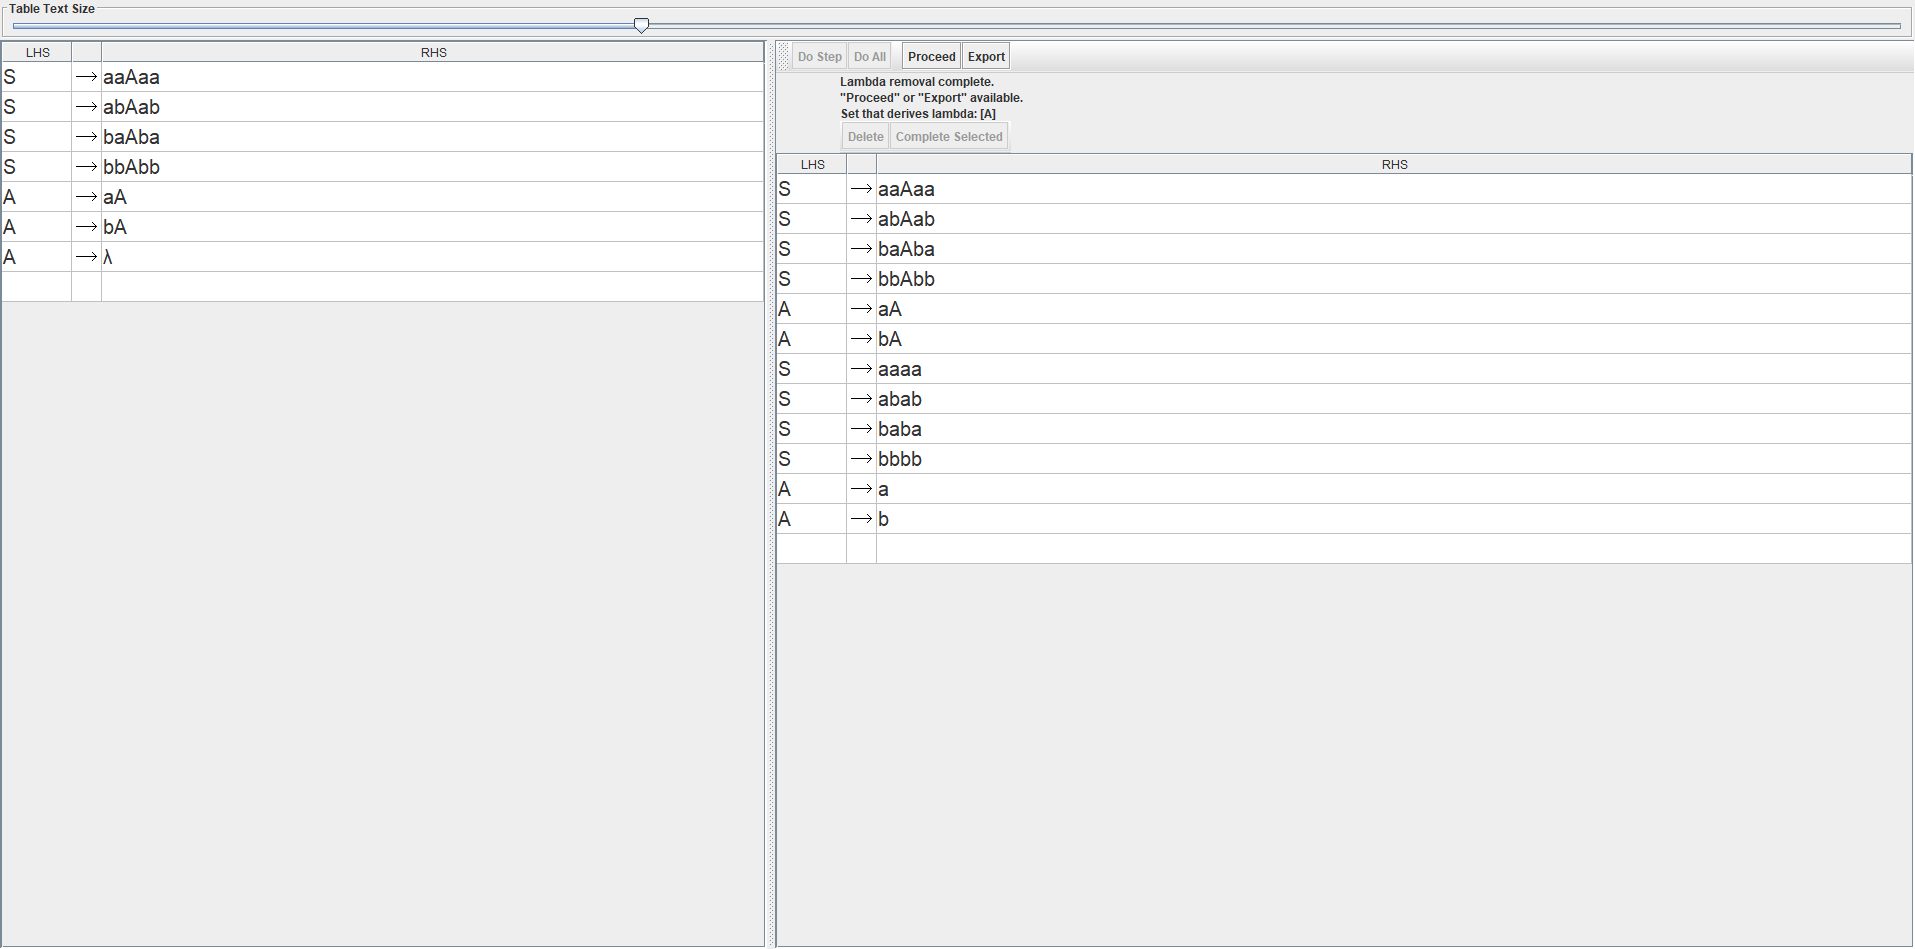 Table Text Size
LHS RHS
S → aaAaa
S → abAab
S → baAba
S → bbAbb
A → aA
A → bA
A → λ
Do Step Do All Proceed Export
Lambda removal complete.
"Proceed" or "Export" available.
Set that derives lambda: [A]
Delete Complete Selected
LHS RHS
S → aaAaa
S → abAab
S → baAba
S → bbAbb
A → aA
A → bA
S → aaaa
S → abab
S → baba
S → bbbb
A → a
A → b